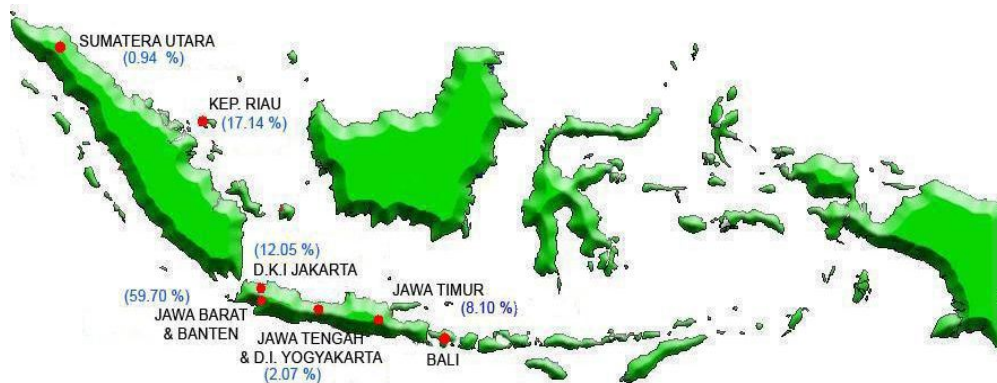 SUMATERA UTARA
(0.94 %)
KEP. RIAU
(17.14 %)
(12.05 %)
D.K.I JAKARTA
(59.70 %)
JAWA BARAT
& BANTEN
JAWA TIMUR
(8.10 %)
JAWA TENGAH
& D.I. YOGYAKARTA
(2.07 %)
BALI